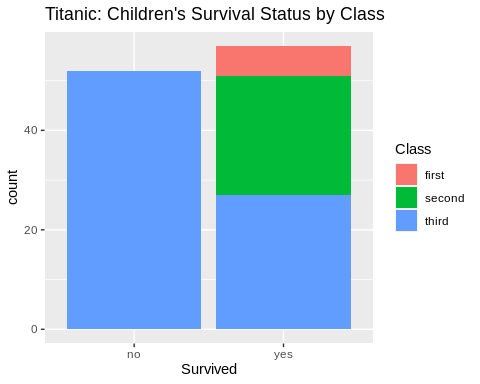 Titanic: Children's Survival Status by Class
count
40
20
0
no
yes
Survived
Class
first
second
third